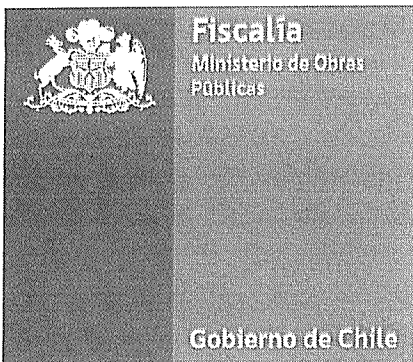 Fiscalía
Ministerio de Obras
Públicas
Gobierno de Chile